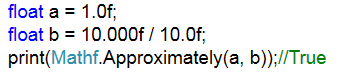 float a = 1.0f;
float b = 10.000f / 10.0f;
print(Mathf.Approximately(a, b));//True